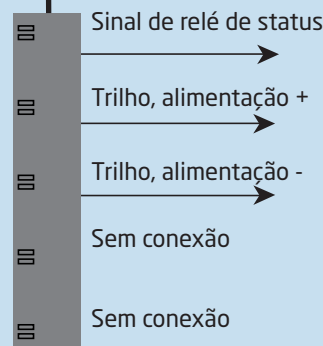 Sinal de relé de status
Trilho, alimentação +
Trilho, alimentação -
Sem conexão
Sem conexão